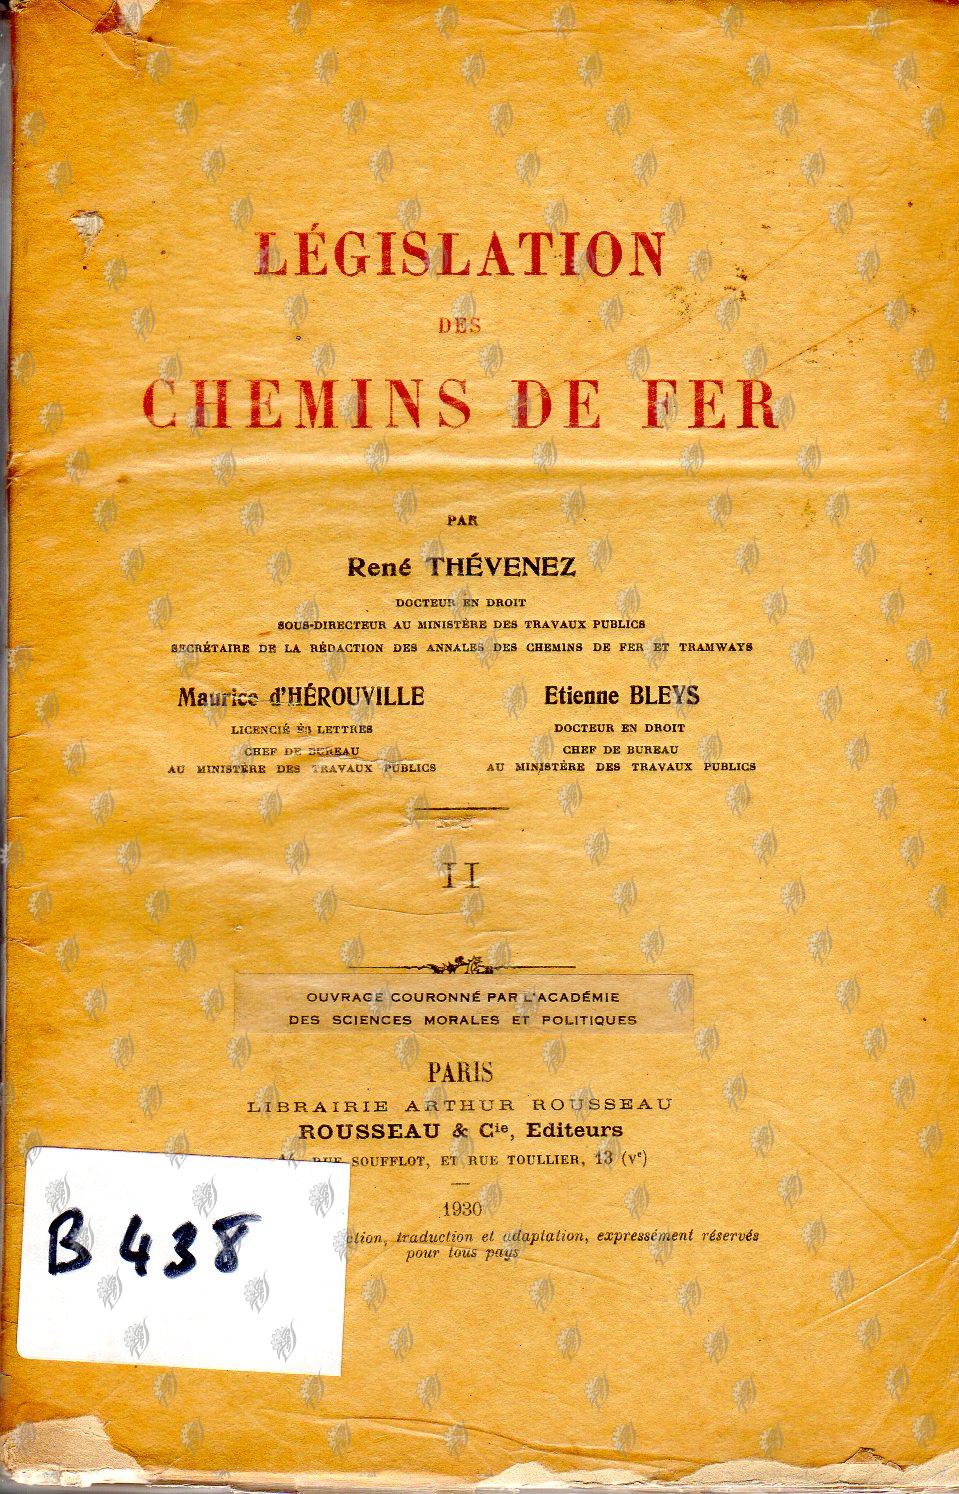 LÉGISLATION
DES
CHEMINS DE FER
PAR
René THÉVENEZ
DOCTEUR EN DROIT
SOUS-DIRECTEUR AU MINISTÈRE DES TRAVAUX PUBLICS
SECRÉTAIRE DE LA RÉDACTION DES ANNALES DES CHEMINS DE FER ET TRAMWAYS
Maurice d'HÉROUVILLE
LICENCIÉ ÈS LETTRES
CHEF DE BUREAU
AU MINISTÈRE DES TRAVAUX PUBLICS
Etienne BLEYS
DOCTEUR EN DROIT
CHEF DE BUREAU
AU MINISTÈRE DES TRAVAUX PUBLICS
II
OUVRAGE COURONNÉ PAR L'ACADÉMIE
DES SCIENCES MORALES ET POLITIQUES
PARIS
LIBRAIRIE ARTHUR ROUSSEAU
ROUSSEAU & Cie, Editeurs
RUE SOUFFLOT, ET RUE TOULLIER, 13 (Ve)
1930
traduction et adaptation, expressément réservés
pour tous pays
B 438